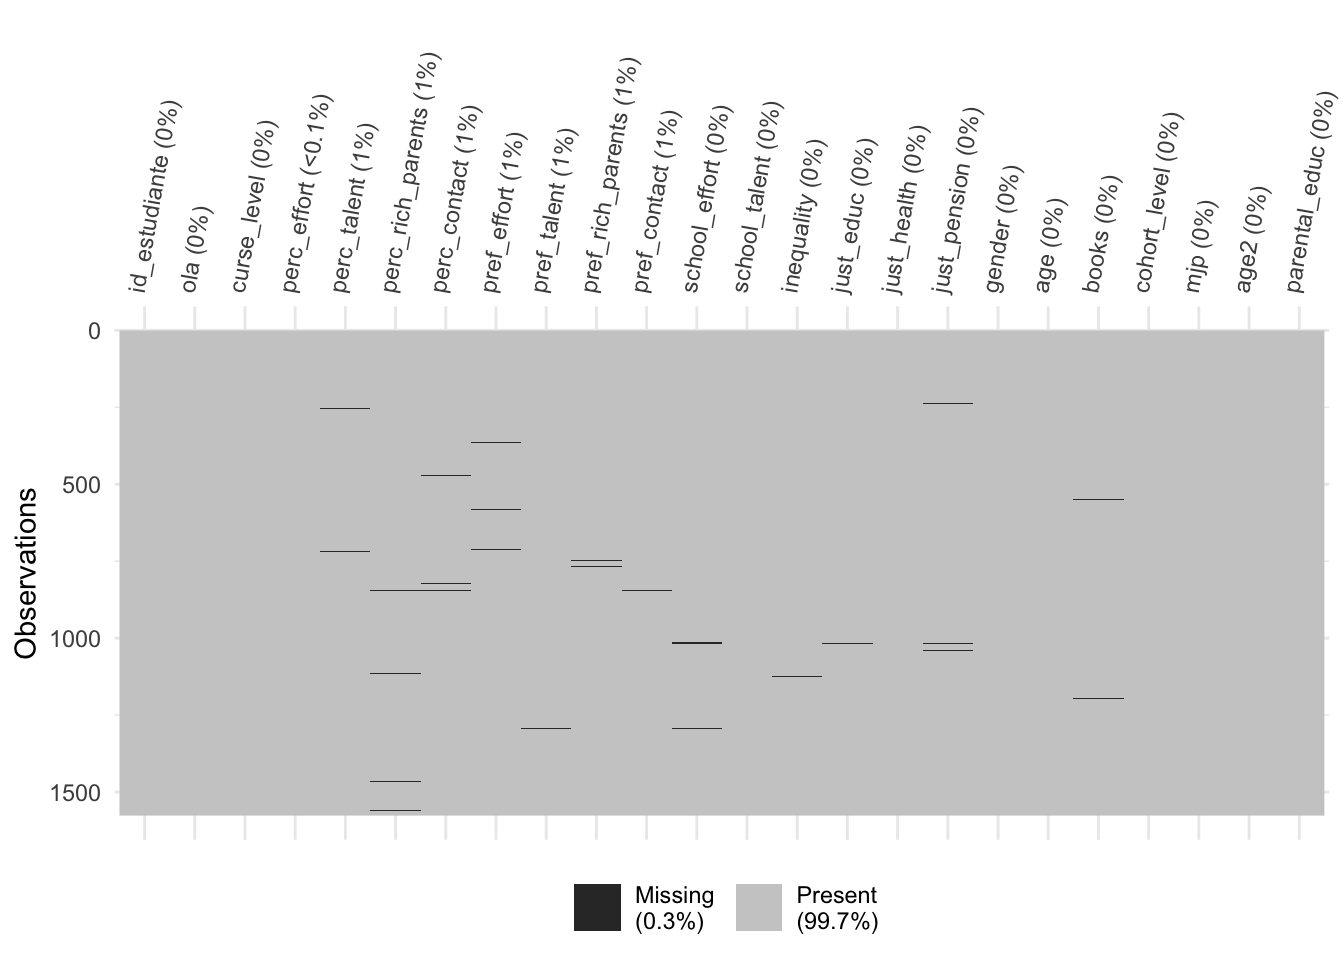 id_estudiante (0%)
ola (0%)
curse_level (0%)
perc_effort (<0.1%)
perc_talent (1%)
perc_rich_parents (1%)
perc_contact (1%)
pref_effort (1%)
pref_talent (1%)
pref_rich_parents (1%)
pref_contact (1%)
school_effort (0%)
school_talent (0%)
inequality (0%)
just_educ (0%)
just_health (0%)
just_pension (0%)
gender (0%)
age (0%)
books (0%)
cohort_level (0%)
mjp (0%)
age2 (0%)
parental_educ (0%)
0
500
1000
1500
Observations
Missing
(0.3%)
Present
(99.7%)